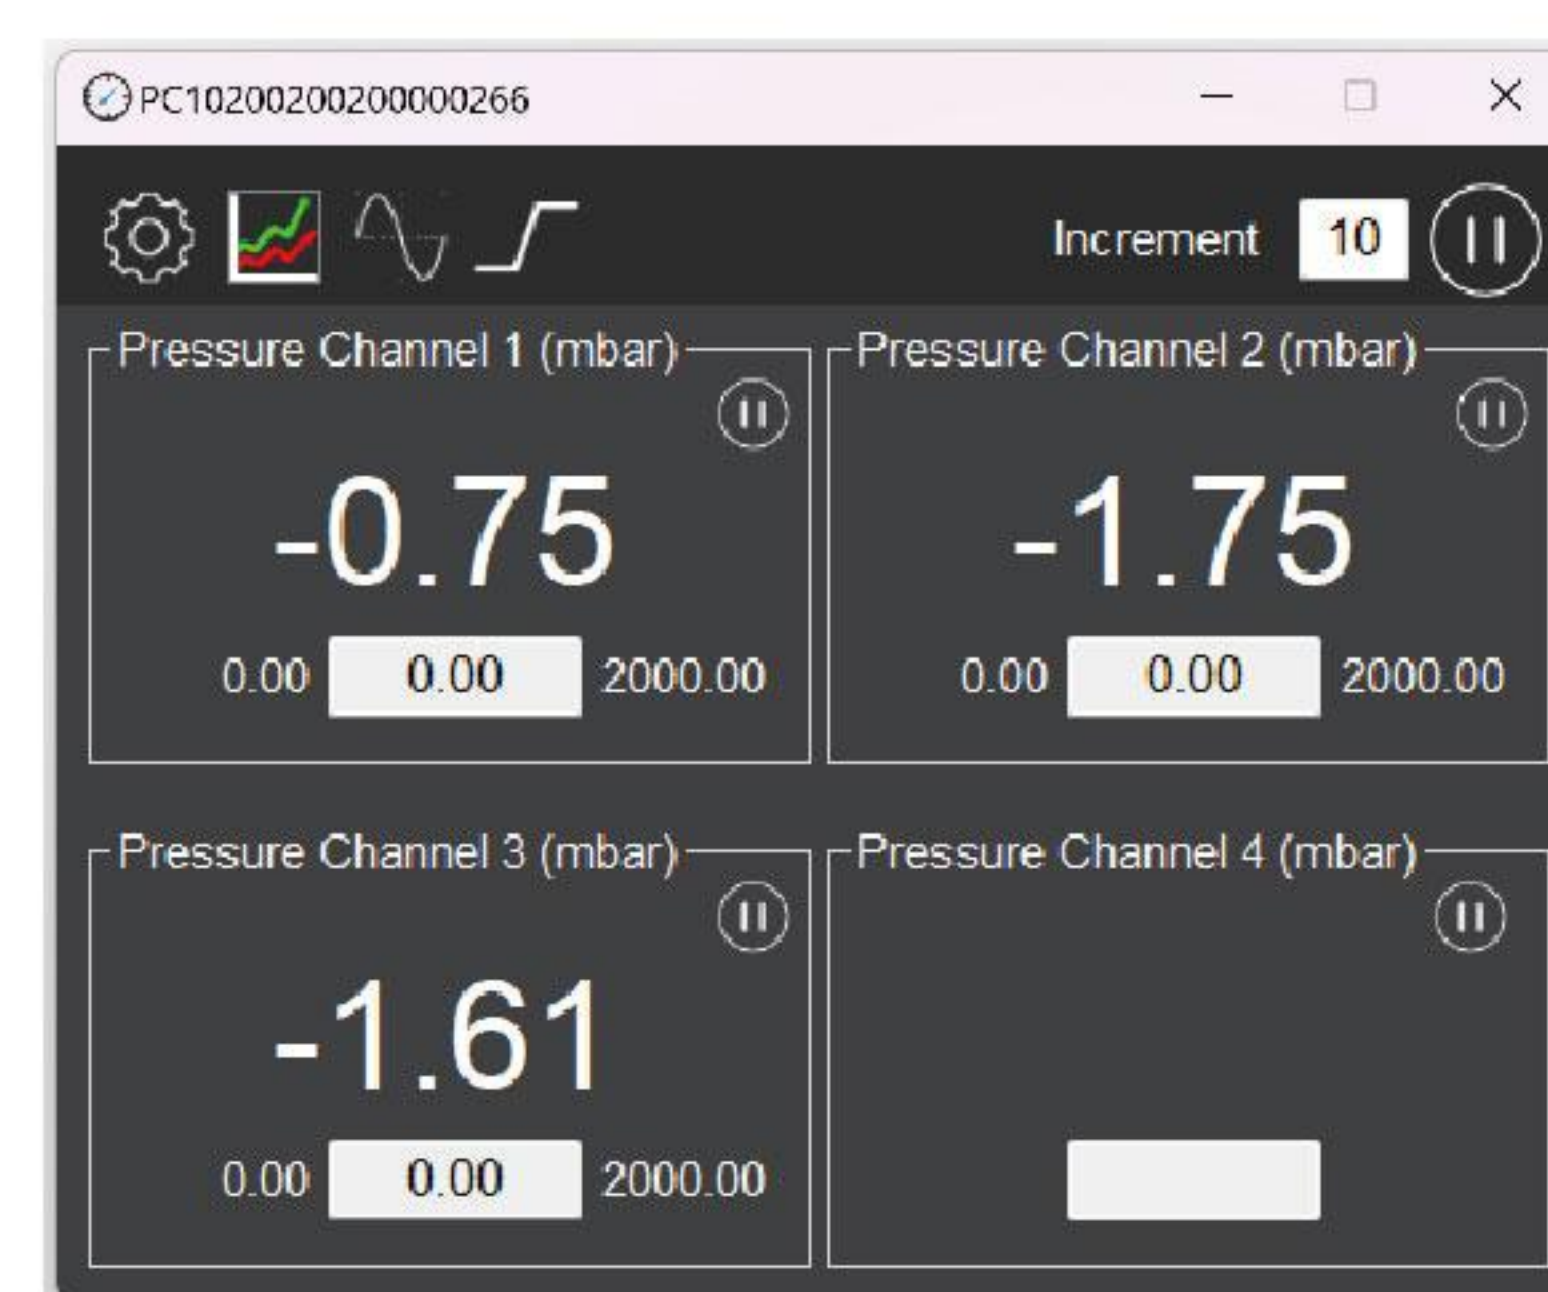 PC10200200200000266
Increment 10
Pressure Channel 1 (mbar)
-0.75
0.00 0.00 2000.00
Pressure Channel 2 (mbar)
-1.75
0.00 0.00 2000.00
Pressure Channel 3 (mbar)
-1.61
0.00 0.00 2000.00
Pressure Channel 4 (mbar)